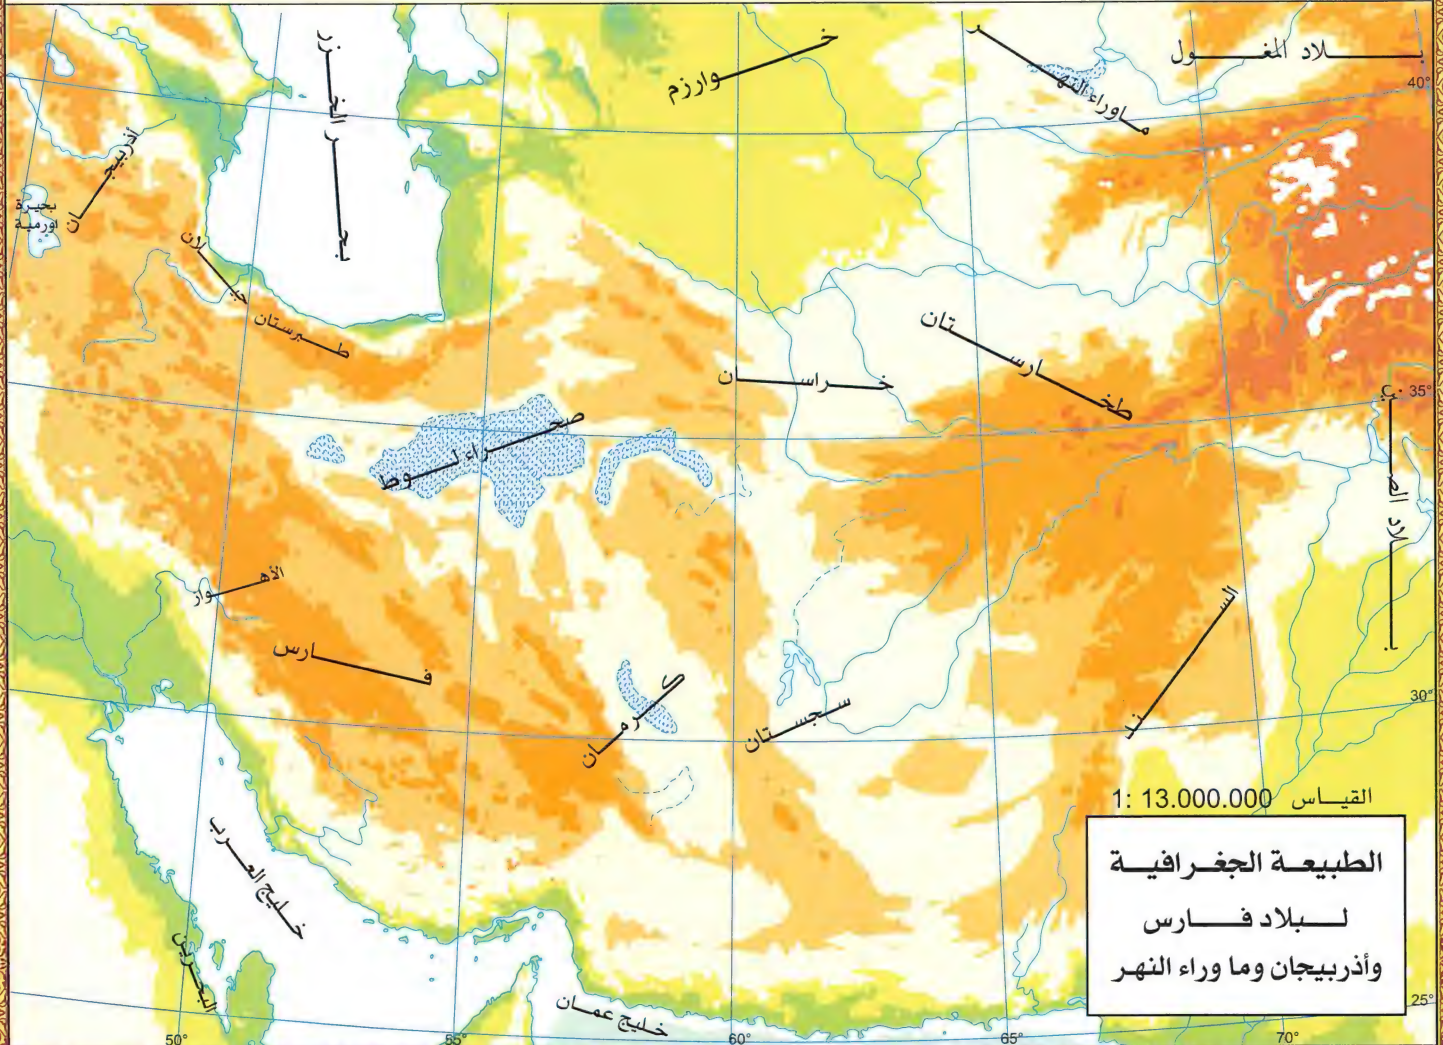 بلاد المغول
ماوراء النهر
خوارزم
بحر الخزر
أذربيجان
بحيرة
اورمية
جيلان
طبرستان
خراسان
طخارستان
صحراء لوط
بلاد الصين
الأهواز
فارس
كرمان
سجستان
السند
خليج العرب
البحرين
خليج عمان
40°
35°
30°
25°
50°
55°
60°
65°
70°
القياس 1: 13.000.000
الطبيعة الجغرافية
لبلاد فارس
وأذربيجان وما وراء النهر